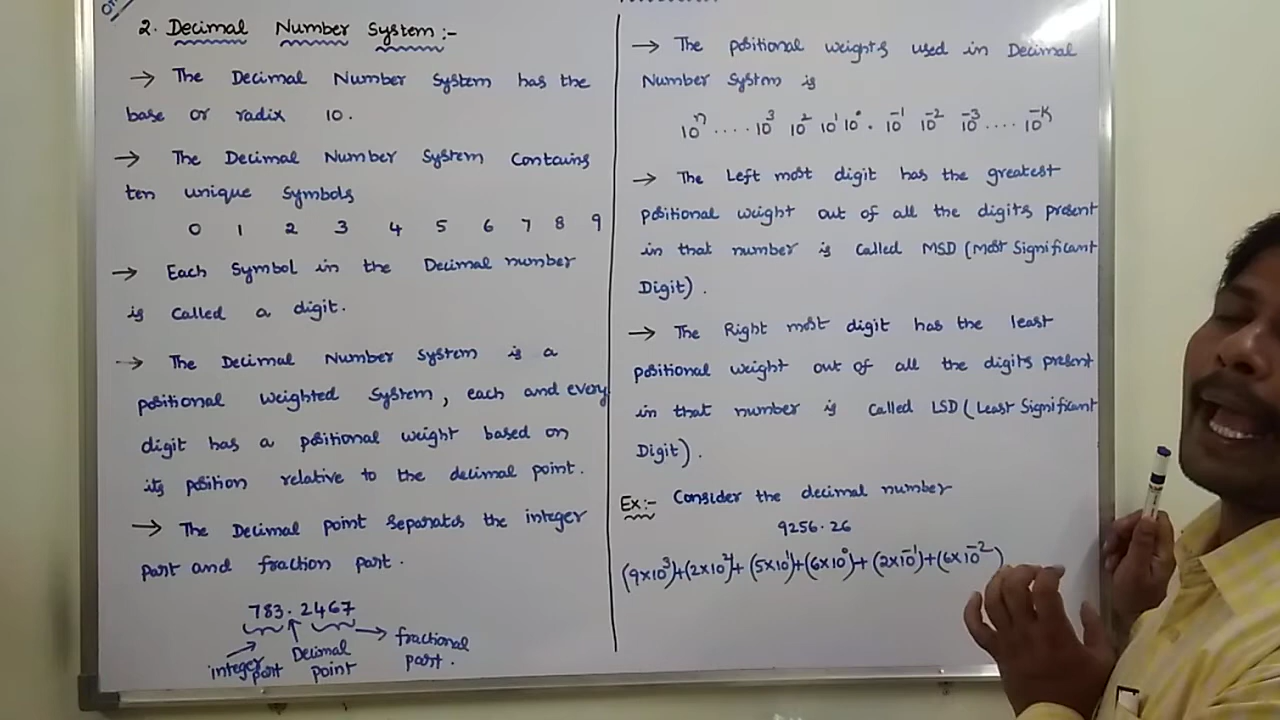 2. Decimal Number System:-
→ The Decimal Number System has the
base or radix 10.
→ The Decimal Number System Contains
ten unique Symbols
0 1 2 3 4 5 6 7 8 9
→ Each Symbol in the Decimal number
is called a digit.
→ The Decimal Number System is a
positional weighted System, each and every
digit has a positional weight based on
its position relative to the decimal point.
→ The Decimal point separates the integer
part and fraction part.
783.2467
integer part
Decimal point
→ fractional part.
→ The positional weights used in Decimal
Number Systm is
10ⁿ .... 10³ 10² 10¹ 10⁰ . 10⁻¹ 10⁻² 10⁻³ .... 10⁻ᴷ
→ The Left most digit has the greatest
positional weight out of all the digits present
in that number is called MSD (Most Significant
Digit).
→ The Right most digit has the least
positional weight out of all the digits present
in that number is called LSD (Least Significant
Digit).
Ex:- Consider the decimal number
9256.26
(9x10³)+(2x10²)+(5x10¹)+(6x10⁰)+(2x10⁻¹)+(6x10⁻²)